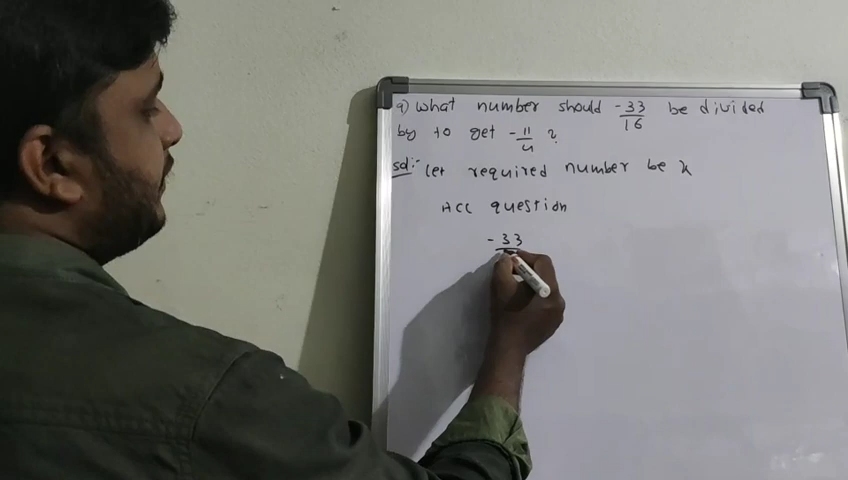 Q) What number should -33/16 be divided
by to get -11/4 ?
Sol:- Let required number be x
Acc question
-33